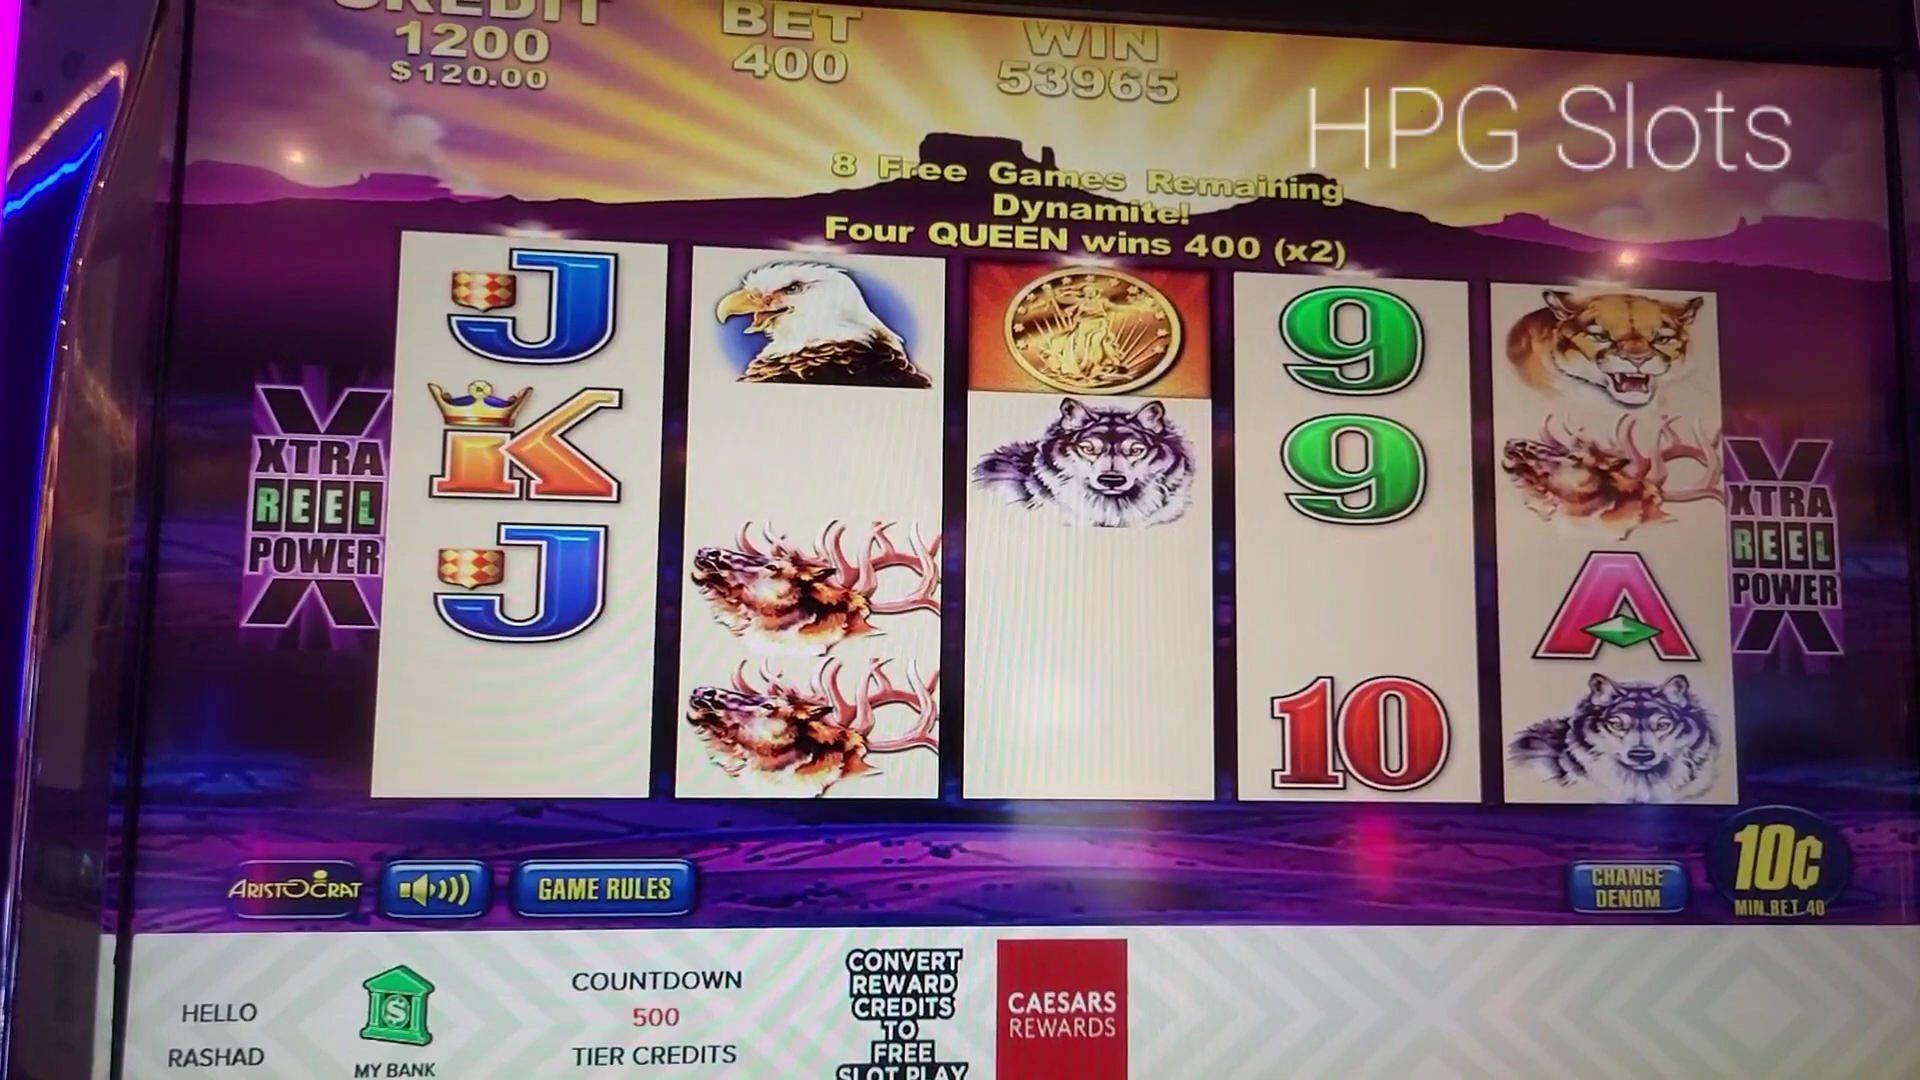 CREDIT
1200
$120.00
BET
400
WIN
53965
HPG Slots
8 Free Games Remaining
Dynamite!
Four QUEEN wins 400 (x2)
J
K
J
9
9
10
A
XTRA
REEL
POWER
XTRA
REEL
POWER
ARISTOCRAT
GAME RULES
CHANGE
DENOM
10¢
MIN.BET 40
HELLO
RASHAD
MY BANK
COUNTDOWN
500
TIER CREDITS
CONVERT
REWARD
CREDITS
TO
FREE
SLOT PLAY
CAESARS
REWARDS